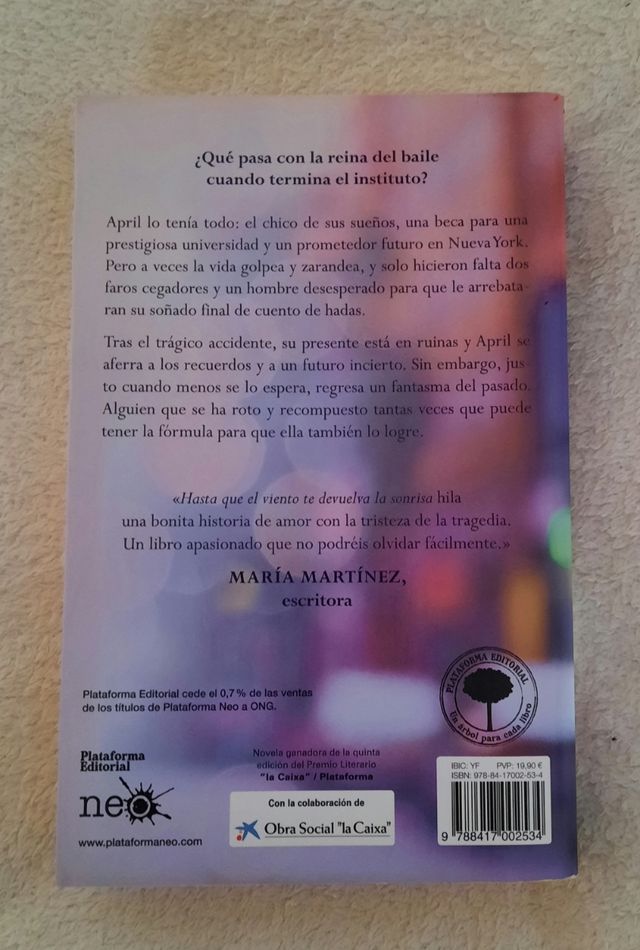 ¿Qué pasa con la reina del baile
cuando termina el instituto?
April lo tenía todo: el chico de sus sueños, una beca para una
prestigiosa universidad y un prometedor futuro en Nueva York.
Pero a veces la vida golpea y zarandea, y solo hicieron falta dos
faros cegadores y un hombre desesperado para que le arrebata-
ran su soñado final de cuento de hadas.
Tras el trágico accidente, su presente está en ruinas y April se
aferra a los recuerdos y a un futuro incierto. Sin embargo, jus-
to cuando menos se lo espera, regresa un fantasma del pasado.
Alguien que se ha roto y recompuesto tantas veces que puede
tener la fórmula para que ella también lo logre.
«Hasta que el viento te devuelva la sonrisa hila
una bonita historia de amor con la tristeza de la tragedia.
Un libro apasionado que no podréis olvidar fácilmente.»
MARÍA MARTÍNEZ,
escritora
PLATAFORMA EDITORIAL
Un árbol para cada libro
Plataforma Editorial cede el 0,7 % de las ventas
de los títulos de Plataforma Neo a ONG.
Plataforma
Editorial
neo
www.plataformaneo.com
Novela ganadora de la quinta
edición del Premio Literario
"la Caixa" / Plataforma
Con la colaboración de
Obra Social "la Caixa"
IBIC: YF PVP: 19,90 €
ISBN: 978-84-17002-53-4
9 788417 002534